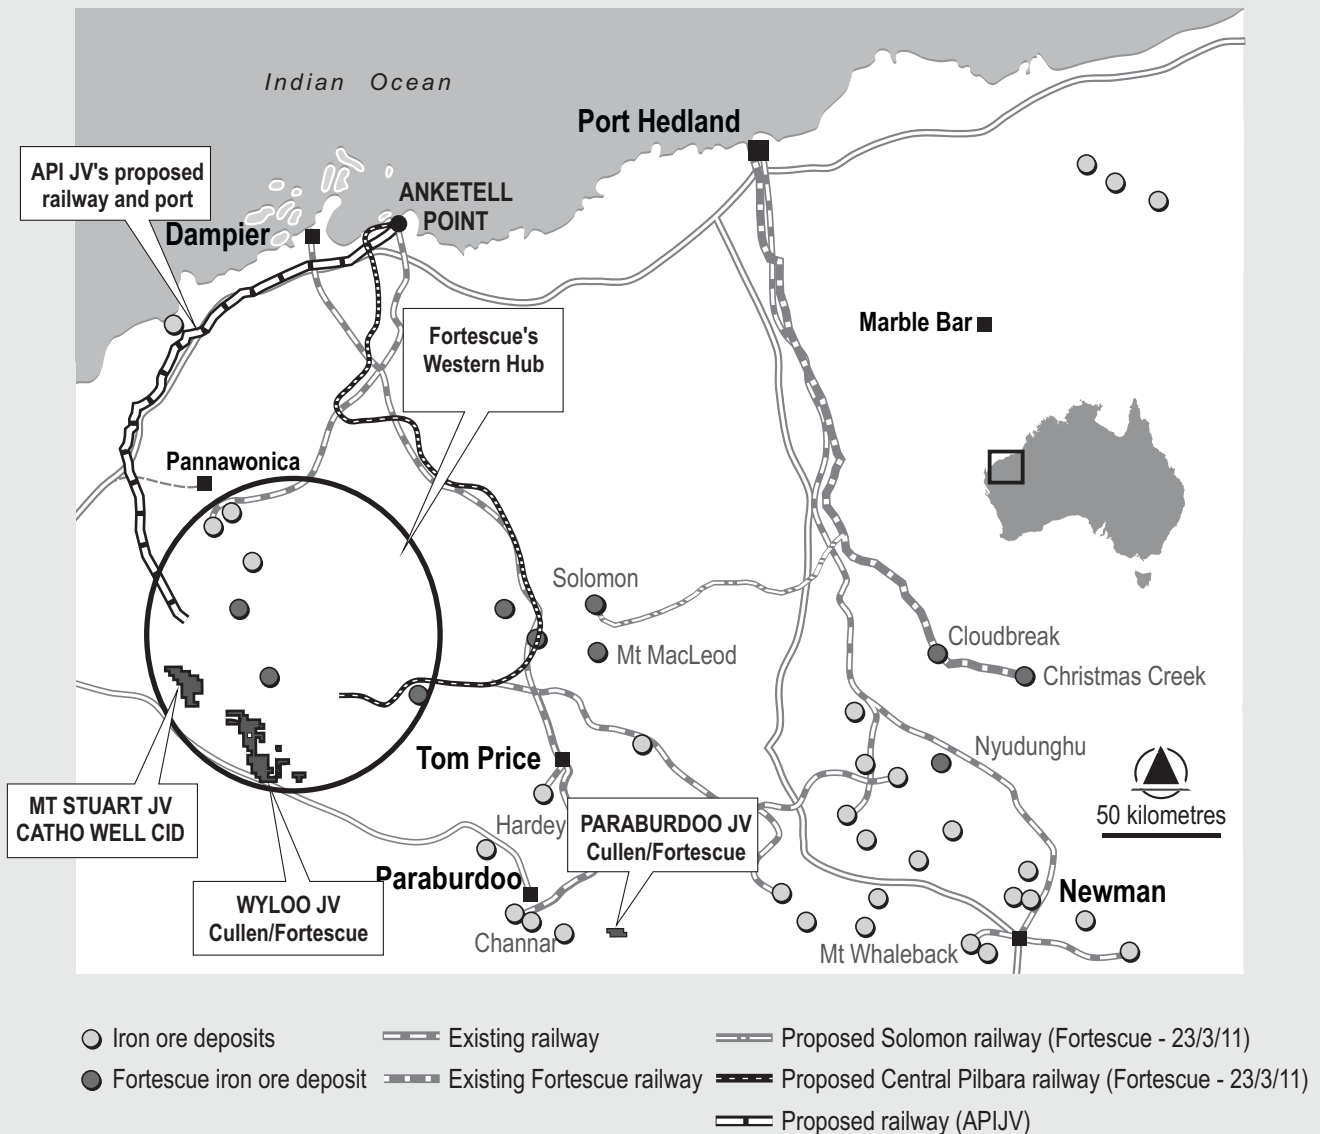 Indian Ocean
Port Hedland
API JV's proposed
railway and port
ANKETELL
POINT
Dampier
Fortescue's
Western Hub
Marble Bar
Pannawonica
Solomon
Mt MacLeod
Cloudbreak
Christmas Creek
Nyudunghu
Tom Price
50 kilometres
MT STUART JV
CATHO WELL CID
Hardey
PARABURDOO JV
Cullen/Fortescue
Paraburdoo
WYLOO JV
Cullen/Fortescue
Newman
Channar
Mt Whaleback
Iron ore deposits
Existing railway
Proposed Solomon railway (Fortescue - 23/3/11)
Fortescue iron ore deposit
Existing Fortescue railway
Proposed Central Pilbara railway (Fortescue - 23/3/11)
Proposed railway (APIJV)